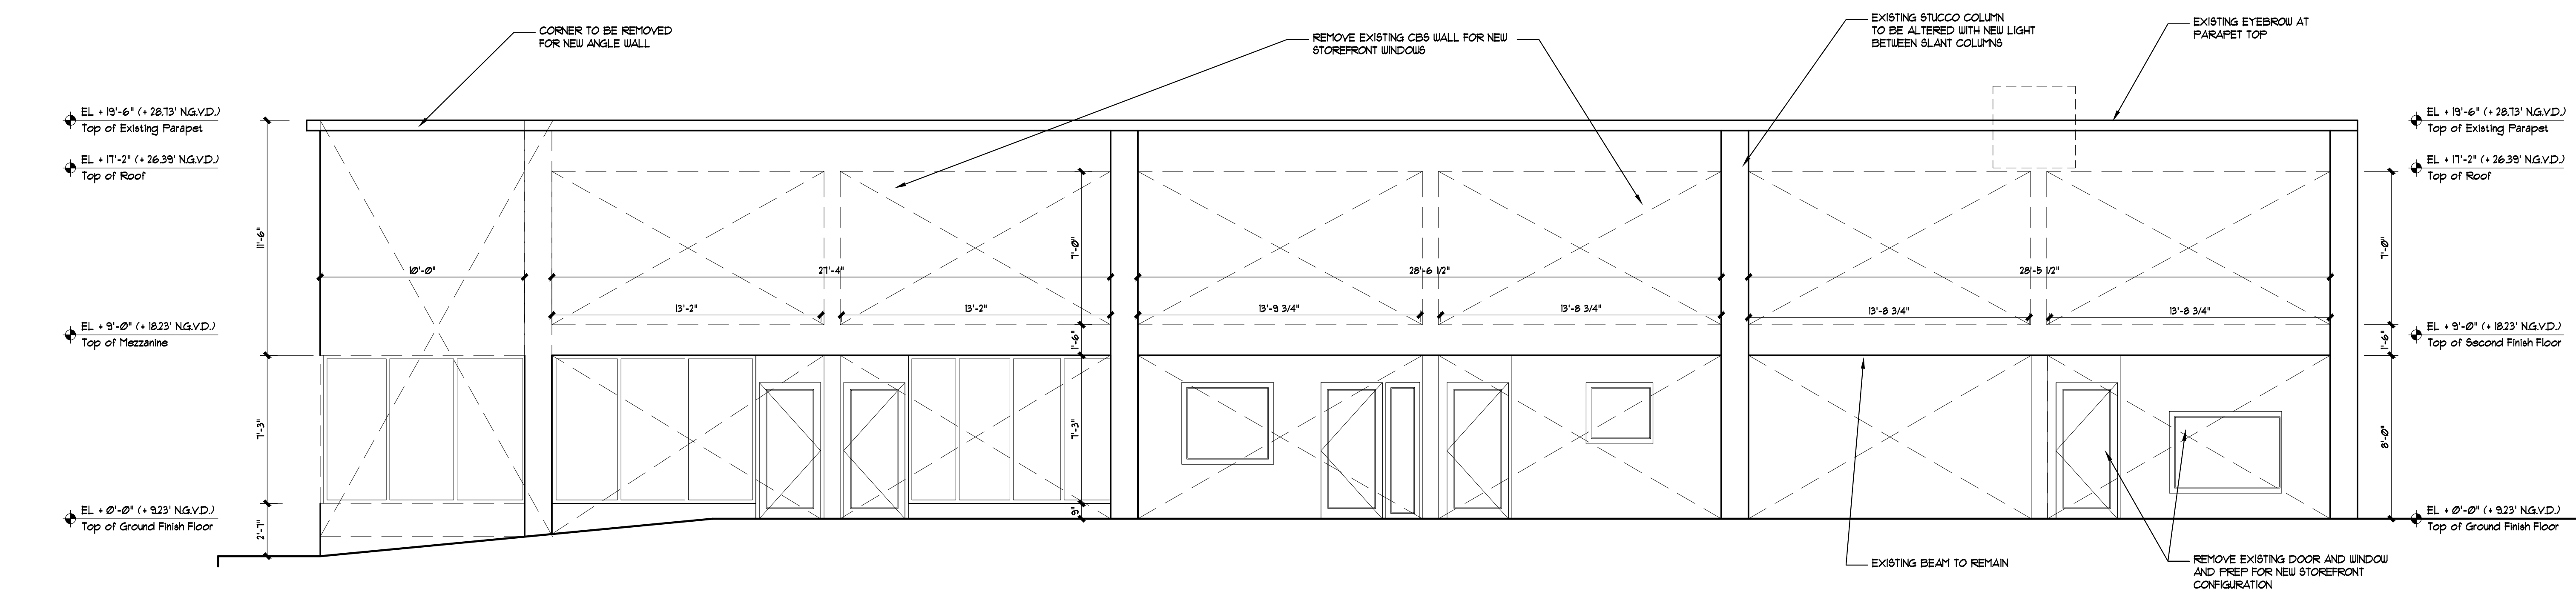 CORNER TO BE REMOVED
FOR NEW ANGLE WALL
REMOVE EXISTING CBS WALL FOR NEW
STOREFRONT WINDOWS
EXISTING STUCCO COLUMN
TO BE ALTERED WITH NEW LIGHT
BETWEEN SLANT COLUMNS
EXISTING EYEBROW AT
PARAPET TOP
EL + 19'-6" (+ 28.73' N.G.V.D.)
Top of Existing Parapet
EL + 17'-2" (+ 26.39' N.G.V.D.)
Top of Roof
EL + 9'-0" (+ 18.23' N.G.V.D.)
Top of Mezzanine
EL + 0'-0" (+ 9.23' N.G.V.D.)
Top of Ground Finish Floor
11'-6"
7'-3"
2'-7"
10'-0"
27'-4"
13'-2"
13'-2"
7'-0"
1'-6"
7'-3"
9"
28'-6 1/2"
13'-9 3/4"
13'-8 3/4"
28'-5 1/2"
13'-8 3/4"
13'-8 3/4"
7'-0"
1'-6"
8'-0"
EL + 19'-6" (+ 28.73' N.G.V.D.)
Top of Existing Parapet
EL + 17'-2" (+ 26.39' N.G.V.D.)
Top of Roof
EL + 9'-0" (+ 18.23' N.G.V.D.)
Top of Second Finish Floor
EL + 0'-0" (+ 9.23' N.G.V.D.)
Top of Ground Finish Floor
EXISTING BEAM TO REMAIN
REMOVE EXISTING DOOR AND WINDOW
AND PREP FOR NEW STOREFRONT
CONFIGURATION